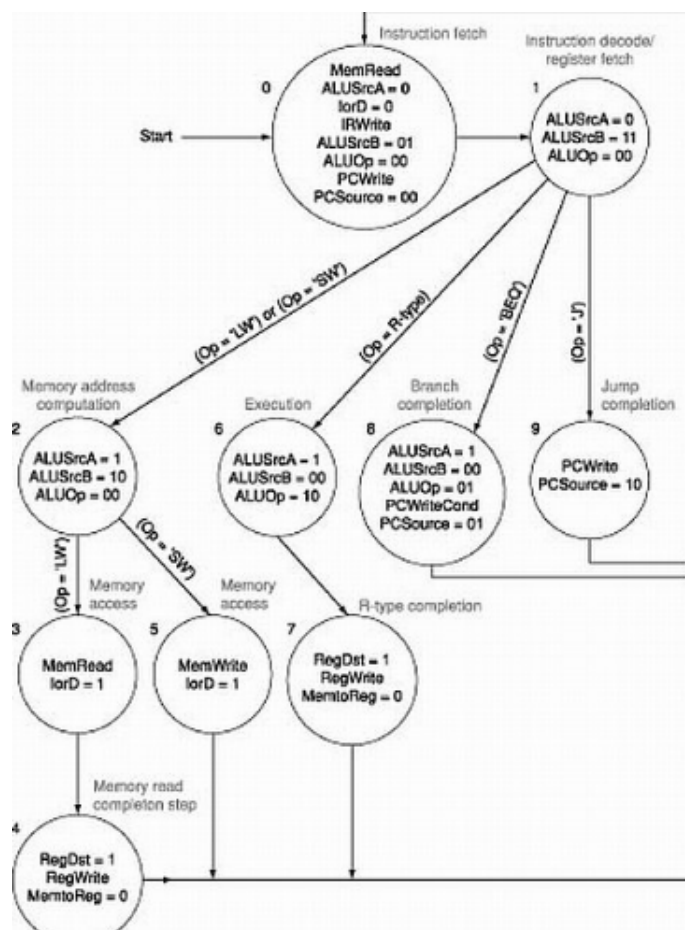 Instruction fetch
0
MemRead
ALUSrcA = 0
IorD = 0
IRWrite
ALUSrcB = 01
ALUOp = 00
PCWrite
PCSource = 00
Start
Instruction decode/
register fetch
1
ALUSrcA = 0
ALUSrcB = 11
ALUOp = 00
(Op = 'LW') or (Op = 'SW')
(Op = R-type)
(Op = 'BEQ')
(Op = 'J')
Memory address
computation
2
ALUSrcA = 1
ALUSrcB = 10
ALUOp = 00
Execution
6
ALUSrcA = 1
ALUSrcB = 00
ALUOp = 10
Branch
completion
8
ALUSrcA = 1
ALUSrcB = 00
ALUOp = 01
PCWriteCond
PCSource = 01
Jump
completion
9
PCWrite
PCSource = 10
(Op = 'LW')
(Op = 'SW')
Memory
access
3
MemRead
IorD = 1
Memory
access
5
MemWrite
IorD = 1
R-type completion
7
RegDst = 1
RegWrite
MemtoReg = 0
Memory read
completon step
4
RegDst = 1
RegWrite
MemtoReg = 0